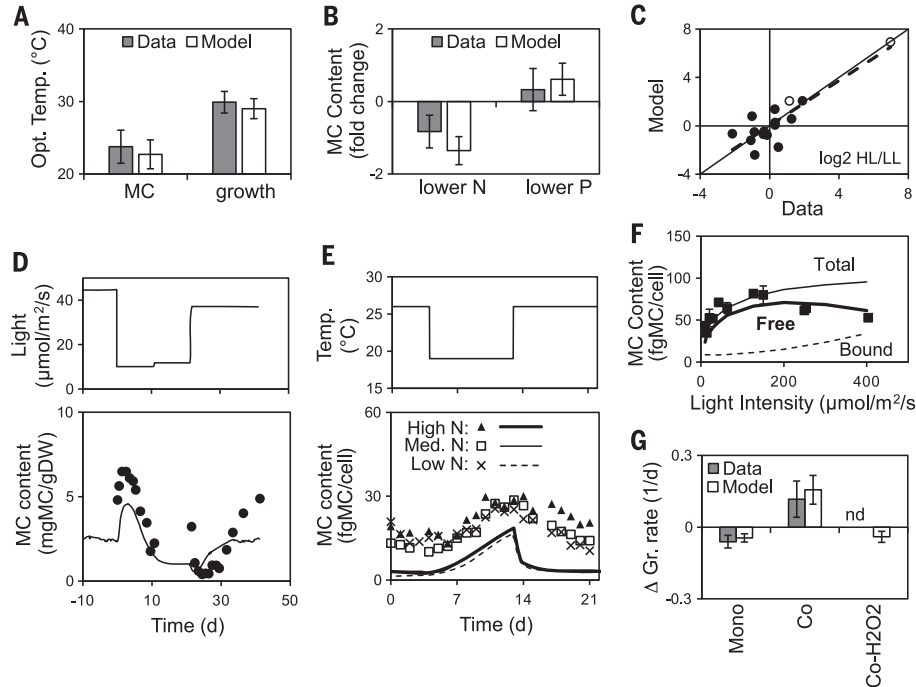 A
Opt. Temp. (°C)
40
30
20
Data
Model
MC
growth
B
MC Content
(fold change)
2
0
-2
Data
Model
lower N
lower P
C
Model
8
4
0
-4
-4
0
4
8
log2 HL/LL
Data
D
Light
(μmol/m²/s)
40
20
0
MC content
(mgMC/gDW)
10
5
0
-10
10
30
50
Time (d)
E
Temp.
(°C)
30
25
20
15
MC content
(fgMC/cell)
60
30
0
High N:
Med. N:
Low N:
0
7
14
21
Time (d)
F
MC Content
(fgMC/cell)
150
100
50
0
Total
Free
Bound
0
200
400
Light Intensity (μmol/m²/s
G
Δ Gr. rate (1/d)
0.3
0
-0.3
Data
Model
nd
Mono
Co
Co-H2O2